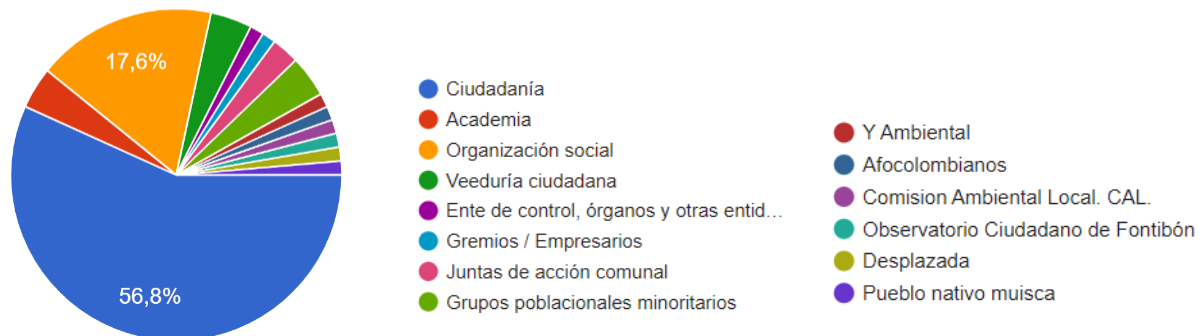 17,6%
56,8%
Ciudadanía
Academia
Organización social
Veeduría ciudadana
Ente de control, órganos y otras entid...
Gremios / Empresarios
Juntas de acción comunal
Grupos poblacionales minoritarios
Y Ambiental
Afocolombianos
Comision Ambiental Local. CAL.
Observatorio Ciudadano de Fontibón
Desplazada
Pueblo nativo muisca